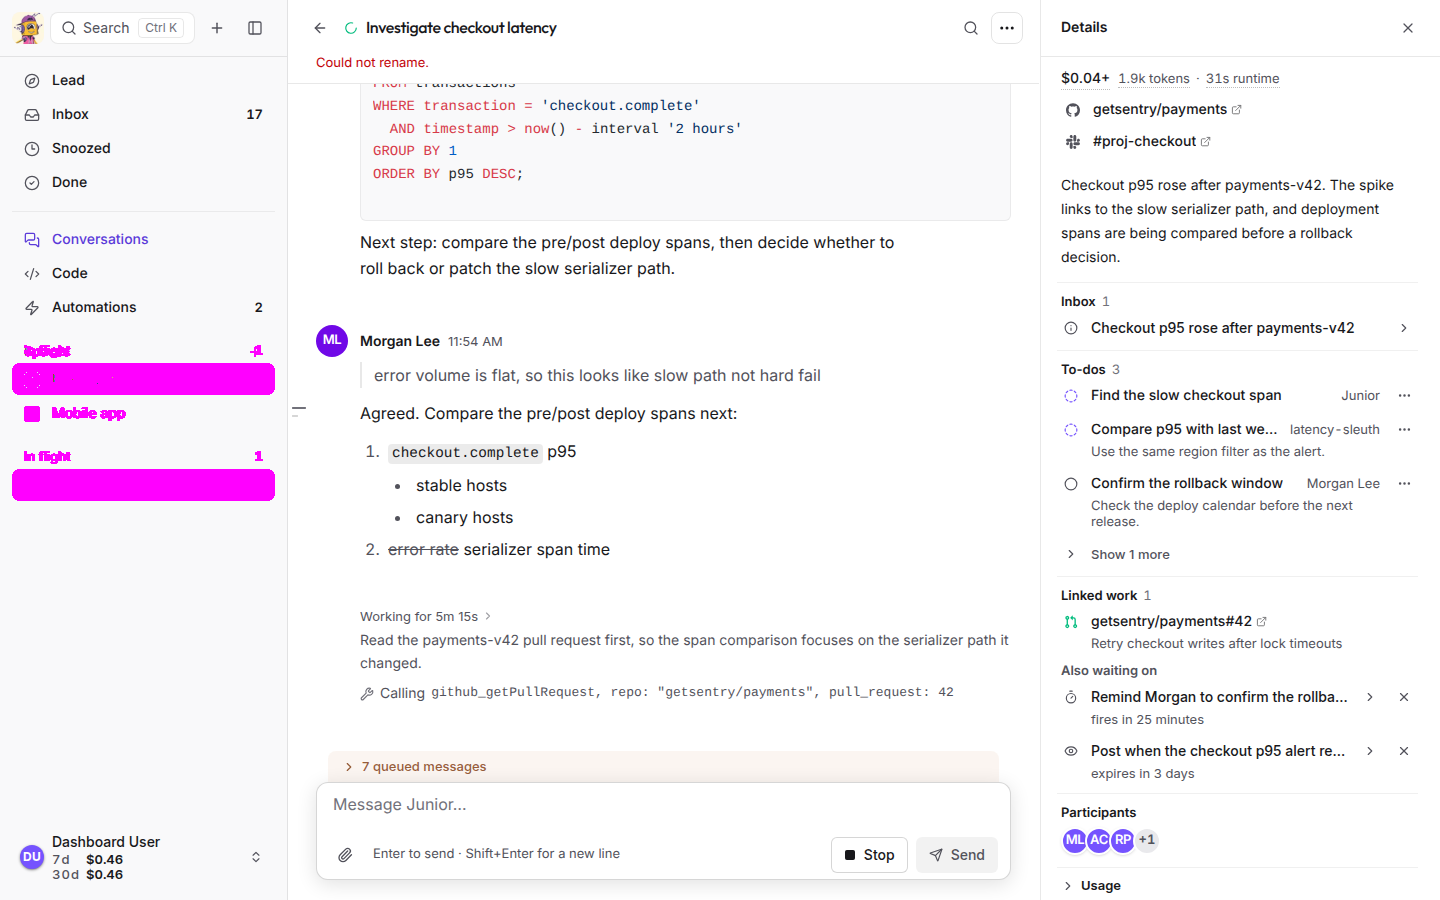 Search Ctrl K
Lead
Inbox 17
Snoozed
Done
Conversations
Code
Automations 2
Mobile app
In flight 1
Dashboard User
7d $0.46
30d $0.46
Investigate checkout latency
Could not rename.
FROM transactions
WHERE transaction = 'checkout.complete'
AND timestamp > now() - interval '2 hours'
GROUP BY 1
ORDER BY p95 DESC;
Next step: compare the pre/post deploy spans, then decide whether to
roll back or patch the slow serializer path.
ML Morgan Lee 11:54 AM
error volume is flat, so this looks like slow path not hard fail
Agreed. Compare the pre/post deploy spans next:
1. checkout.complete p95
• stable hosts
• canary hosts
2. error rate serializer span time
Working for 5m 15s
Read the payments-v42 pull request first, so the span comparison focuses on the serializer path it
changed.
Calling github_getPullRequest, repo: "getsentry/payments", pull_request: 42
7 queued messages
Message Junior...
Enter to send · Shift+Enter for a new line
Stop
Send
Details
$0.04+ 1.9k tokens · 31s runtime
getsentry/payments
#proj-checkout
Checkout p95 rose after payments-v42. The spike
links to the slow serializer path, and deployment
spans are being compared before a rollback
decision.
Inbox 1
Checkout p95 rose after payments-v42
To-dos 3
Find the slow checkout span Junior
Compare p95 with last we... latency-sleuth
Use the same region filter as the alert.
Confirm the rollback window Morgan Lee
Check the deploy calendar before the next
release.
Show 1 more
Linked work 1
getsentry/payments#42
Retry checkout writes after lock timeouts
Also waiting on
Remind Morgan to confirm the rollba...
fires in 25 minutes
Post when the checkout p95 alert re...
expires in 3 days
Participants
ML AC RP +1
Usage
DU